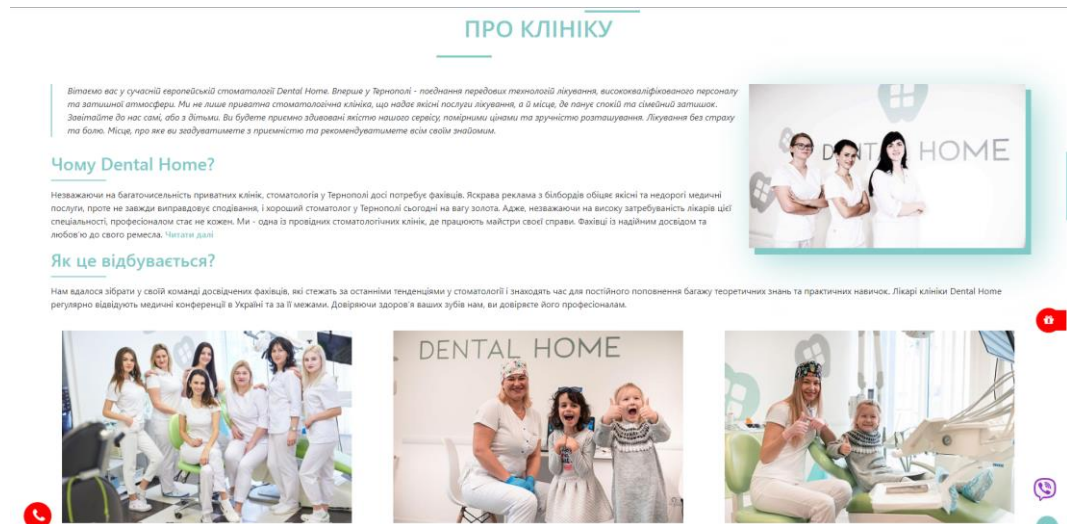 ПРО КЛІНІКУ
Вітаємо вас у сучасній європейській стоматології Dental Home. Вперше у Тернополі - поєднання передових технологій лікування, висококваліфікованого персоналу
та затишної атмосфери. Ми не лише приватна стоматологічна клініка, що надає якісні послуги лікування, а й місце, де панує спокій та сімейний затишок.
Завітайте до нас самі, або з дітьми. Ви будете приємно здивовані якістю нашого сервісу, помірними цінами та зручністю розташування. Лікування без страху
та болю. Місце, про яке ви згадуватимете з приємністю та рекомендуватимете всім своїм знайомим.
DENTAL HOME
Чому Dental Home?
Незважаючи на багаточисельність приватних клінік, стоматологія у Тернополі досі потребує фахівців. Яскрава реклама з білбордів обіцяє якісні та недорогі медичні
послуги, проте не завжди виправдовує сподівання, і хороший стоматолог у Тернополі сьогодні на вагу золота. Адже, незважаючи на високу затребуваність лікарів цієї
спеціальності, професіоналом стає не кожен. Ми - одна із провідних стоматологічних клінік, де працюють майстри своєї справи. Фахівці із надійним досвідом та
любов'ю до свого ремесла. Читати далі
Як це відбувається?
Нам вдалося зібрати у своїй команді досвідчених фахівців, які стежать за останніми тенденціями у стоматології і знаходять час для постійного поповнення багажу теоретичних знань та практичних навичок. Лікарі клініки Dental Home
регулярно відвідують медичні конференції в Україні та за її межами. Довіряючи здоров'я ваших зубів нам, ви довіряєте його професіоналам.
DENTAL HOME